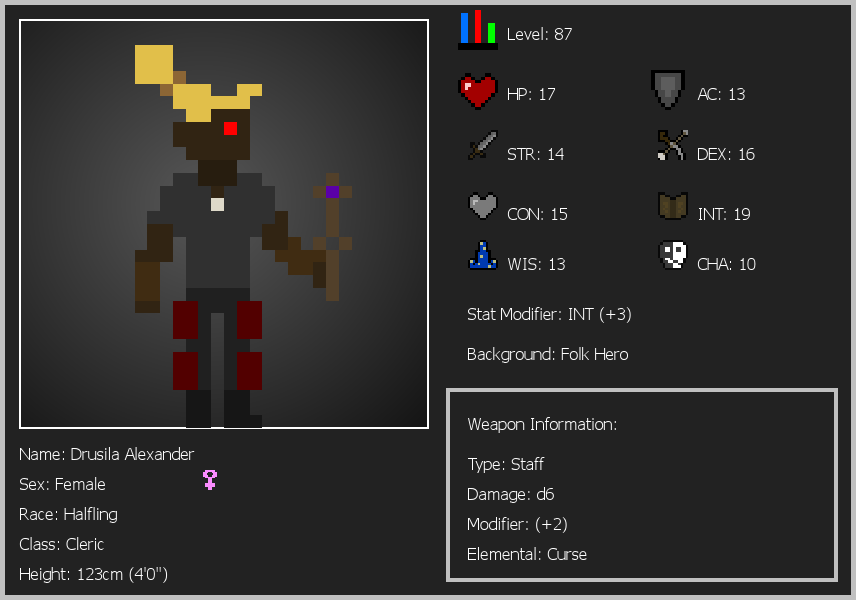 Level: 87
HP: 17
AC: 13
STR: 14
DEX: 16
CON: 15
INT: 19
WIS: 13
CHA: 10
Stat Modifier: INT (+3)
Background: Folk Hero
Weapon Information:
Type: Staff
Damage: d6
Modifier: (+2)
Elemental: Curse
Name: Drusila Alexander
Sex: Female
Race: Halfling
Class: Cleric
Height: 123cm (4'0")